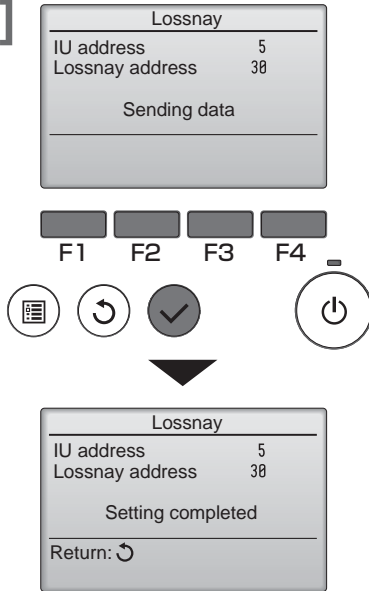 Lossnay
IU address 5
Lossnay address 30
Sending data
F1 F2 F3 F4
Lossnay
IU address 5
Lossnay address 30
Setting completed
Return: